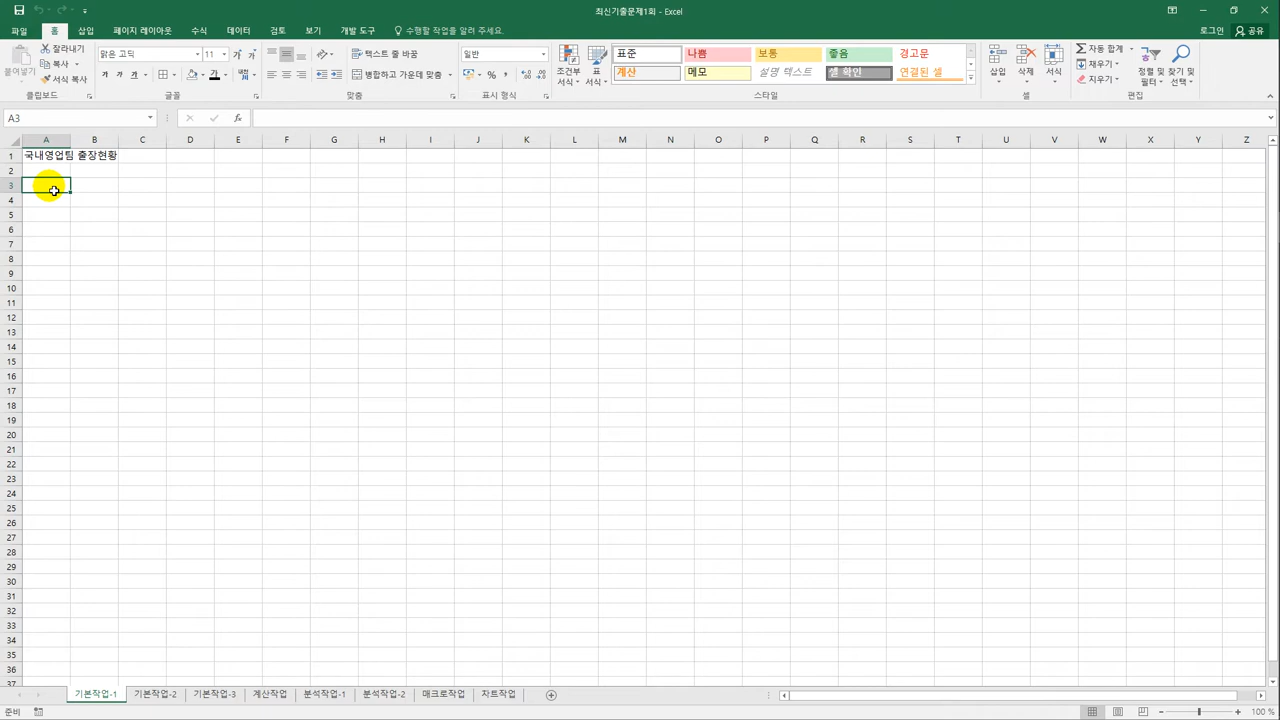 최신기출문제1회 - Excel
파일 홈 삽입 페이지 레이아웃 수식 데이터 검토 보기 개발 도구 수행할 작업을 알려 주세요. 로그인 공유
붙여넣기 잘라내기 복사 서식 복사
맑은 고딕 11
가 가 가 가 가 가
텍스트 줄 바꿈
병합하고 가운데 맞춤
일반
%
조건부 서식 표 서식
표준 나쁨 보통 좋음 경고문
계산 메모 설명 텍스트 셀 확인 연결된 셀
삽입 삭제 서식
자동 합계 채우기 지우기
정렬 및 필터 찾기 및 선택
클립보드 글꼴 맞춤 표시 형식 스타일 셀 편집
A3 fx
A B C D E F G H I J K L M N O P Q R S T U V W X Y Z
1 국내영업팀 출장현황
2
3
4
5
6
7
8
9
10
11
12
13
14
15
16
17
18
19
20
21
22
23
24
25
26
27
28
29
30
31
32
33
34
35
36
37
기본작업-1 기본작업-2 기본작업-3 계산작업 분석작업-1 분석작업-2 매크로작업 차트작업
준비 100 %